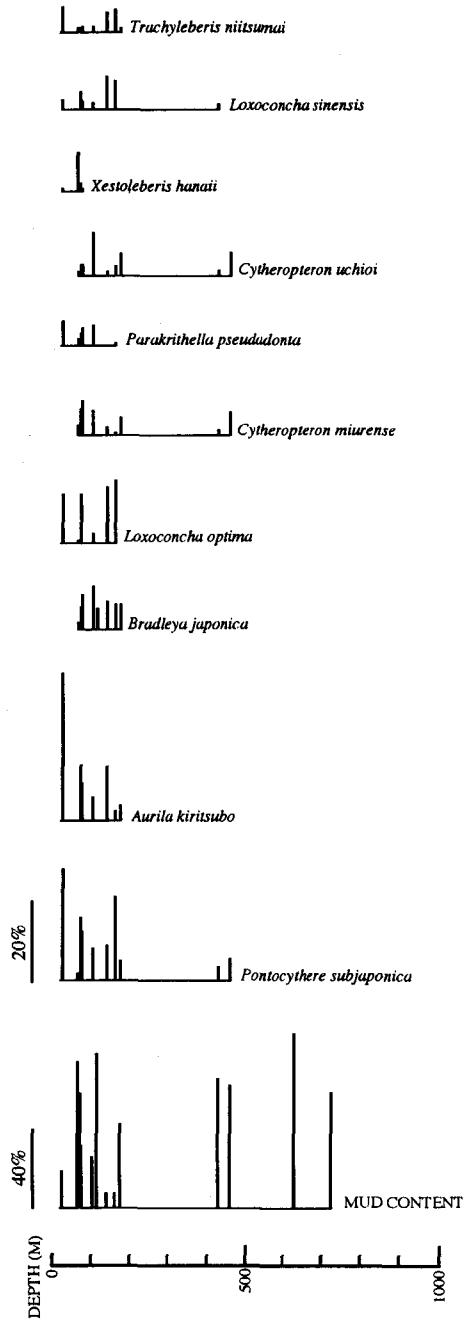 Trachyleberis niitsumai
Loxoconcha sinensis
Xestoleberis hanaii
Cytheropteron uchioi
Parakrithella pseudadonta
Cytheropteron miurense
Loxoconcha optima
Bradleya japonica
Aurila kiritsubo
20%
Pontocythere subjaponica
40%
MUD CONTENT
DEPTH (M)
0
500
1000